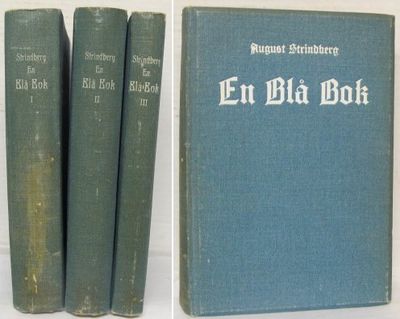 Strindberg
En
Blå Bok
I
Strindberg
En
Blå Bok
II
Strindberg
En
Blå Bok
III
August Strindberg
En Blå Bok